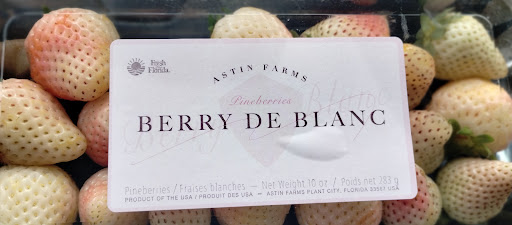 Fresh
from
Florida.
ASTIN FARMS
Pineberries
BERRY DE BLANC
Pineberries / Fraises blanches — Net Weight 10 oz / Poids net 283 g
PRODUCT OF THE USA / PRODUIT DES USA — ASTIN FARMS PLANT CITY, FLORIDA 33567 USA